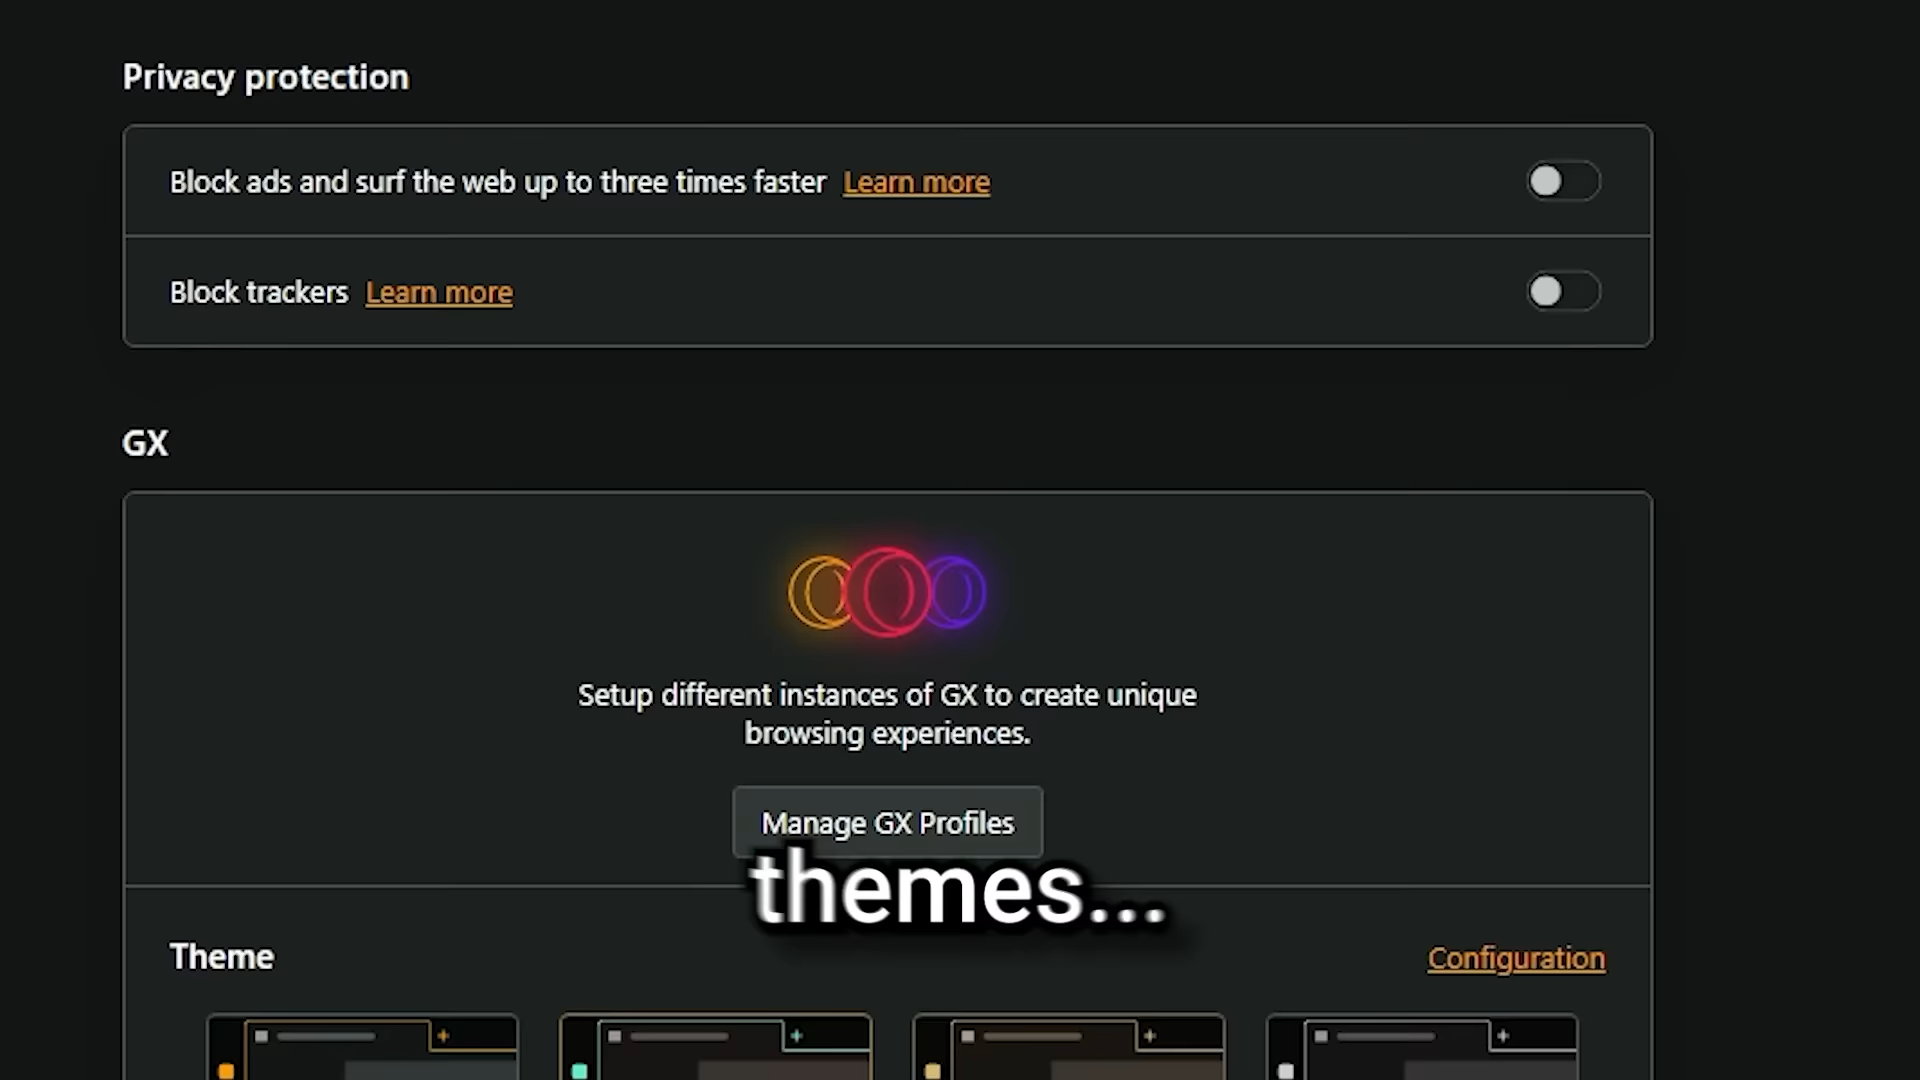 Privacy protection
Block ads and surf the web up to three times faster Learn more
Block trackers Learn more
GX
Setup different instances of GX to create unique
browsing experiences.
Manage GX Profiles
themes...
Theme Configuration